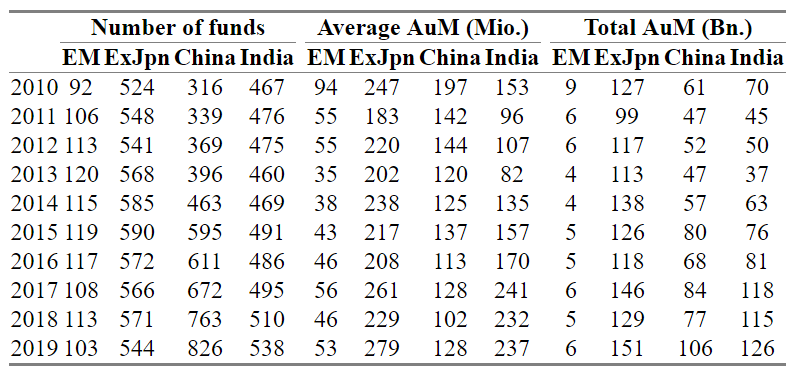 Number of funds Average AuM (Mio.) Total AuM (Bn.)
EM ExJpn China India EM ExJpn China India EM ExJpn China India
2010 92 524 316 467 94 247 197 153 9 127 61 70
2011 106 548 339 476 55 183 142 96 6 99 47 45
2012 113 541 369 475 55 220 144 107 6 117 52 50
2013 120 568 396 460 35 202 120 82 4 113 47 37
2014 115 585 463 469 38 238 125 135 4 138 57 63
2015 119 590 595 491 43 217 137 157 5 126 80 76
2016 117 572 611 486 46 208 113 170 5 118 68 81
2017 108 566 672 495 56 261 128 241 6 146 84 118
2018 113 571 763 510 46 229 102 232 5 129 77 115
2019 103 544 826 538 53 279 128 237 6 151 106 126